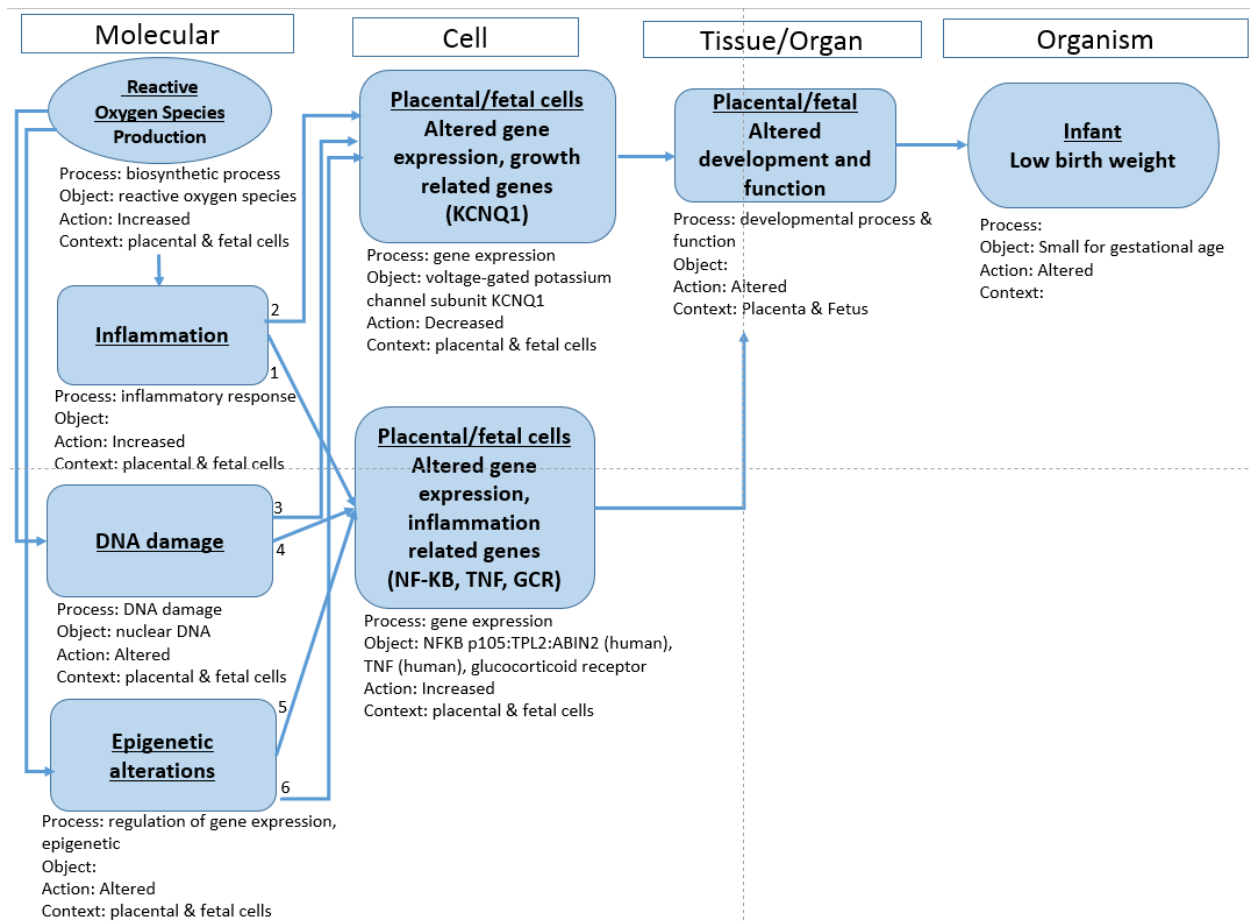 Molecular
Cell
Tissue/Organ
Organism
Reactive
Oxygen Species
Production
Process: biosynthetic process
Object: reactive oxygen species
Action: Increased
Context: placental & fetal cells
Inflammation
2
1
Process: inflammatory response
Object:
Action: Increased
Context: placental & fetal cells
DNA damage
3
4
Process: DNA damage
Object: nuclear DNA
Action: Altered
Context: placental & fetal cells
Epigenetic
alterations
5
6
Process: regulation of gene expression,
epigenetic
Object:
Action: Altered
Context: placental & fetal cells
Placental/fetal cells
Altered gene
expression, growth
related genes
(KCNQ1)
Process: gene expression
Object: voltage-gated potassium
channel subunit KCNQ1
Action: Decreased
Context: placental & fetal cells
Placental/fetal cells
Altered gene
expression,
inflammation
related genes
(NF-KB, TNF, GCR)
Process: gene expression
Object: NFKB p105:TPL2:ABIN2 (human),
TNF (human), glucocorticoid receptor
Action: Increased
Context: placental & fetal cells
Placental/fetal
Altered
development and
function
Process: developmental process &
function
Object:
Action: Altered
Context: Placenta & Fetus
Infant
Low birth weight
Process:
Object: Small for gestational age
Action: Altered
Context: